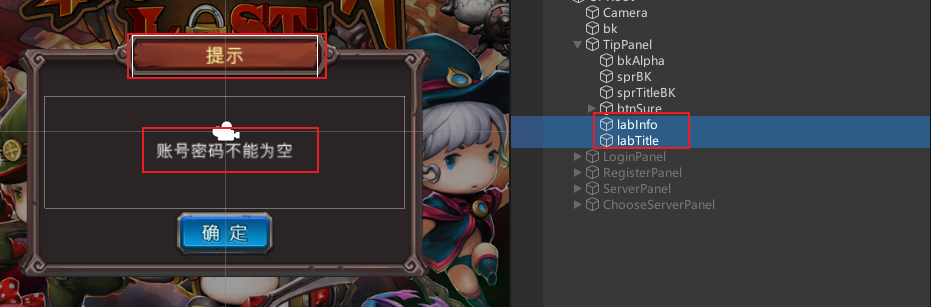 LOST
提示
账号密码不能为空
确 定
Camera
bk
TipPanel
bkAlpha
sprBK
sprTitleBK
btnSure
labInfo
labTitle
LoginPanel
RegisterPanel
ServerPanel
ChooseServerPanel